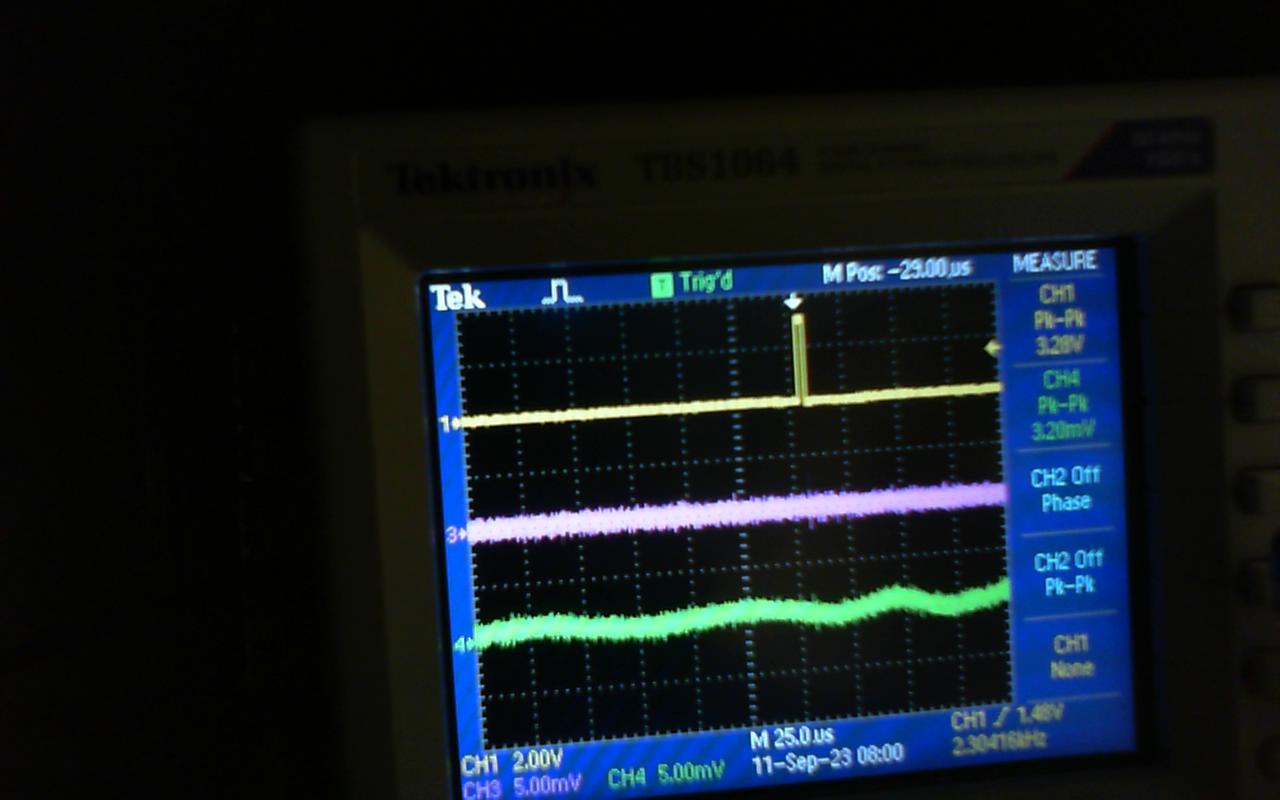 Tektronix TBS1064
Tek Trig'd M Pos: -29.00µs MEASURE
CH1
Pk-Pk
3.28V
CH4
Pk-Pk
3.20mV
CH2 Off
Phase
CH2 Off
Pk-Pk
CH1
None
1
3
4
CH1 2.00V M 25.0µs CH1 1.48V
CH3 5.00mV CH4 5.00mV 11-Sep-23 08:00 2.30416kHz